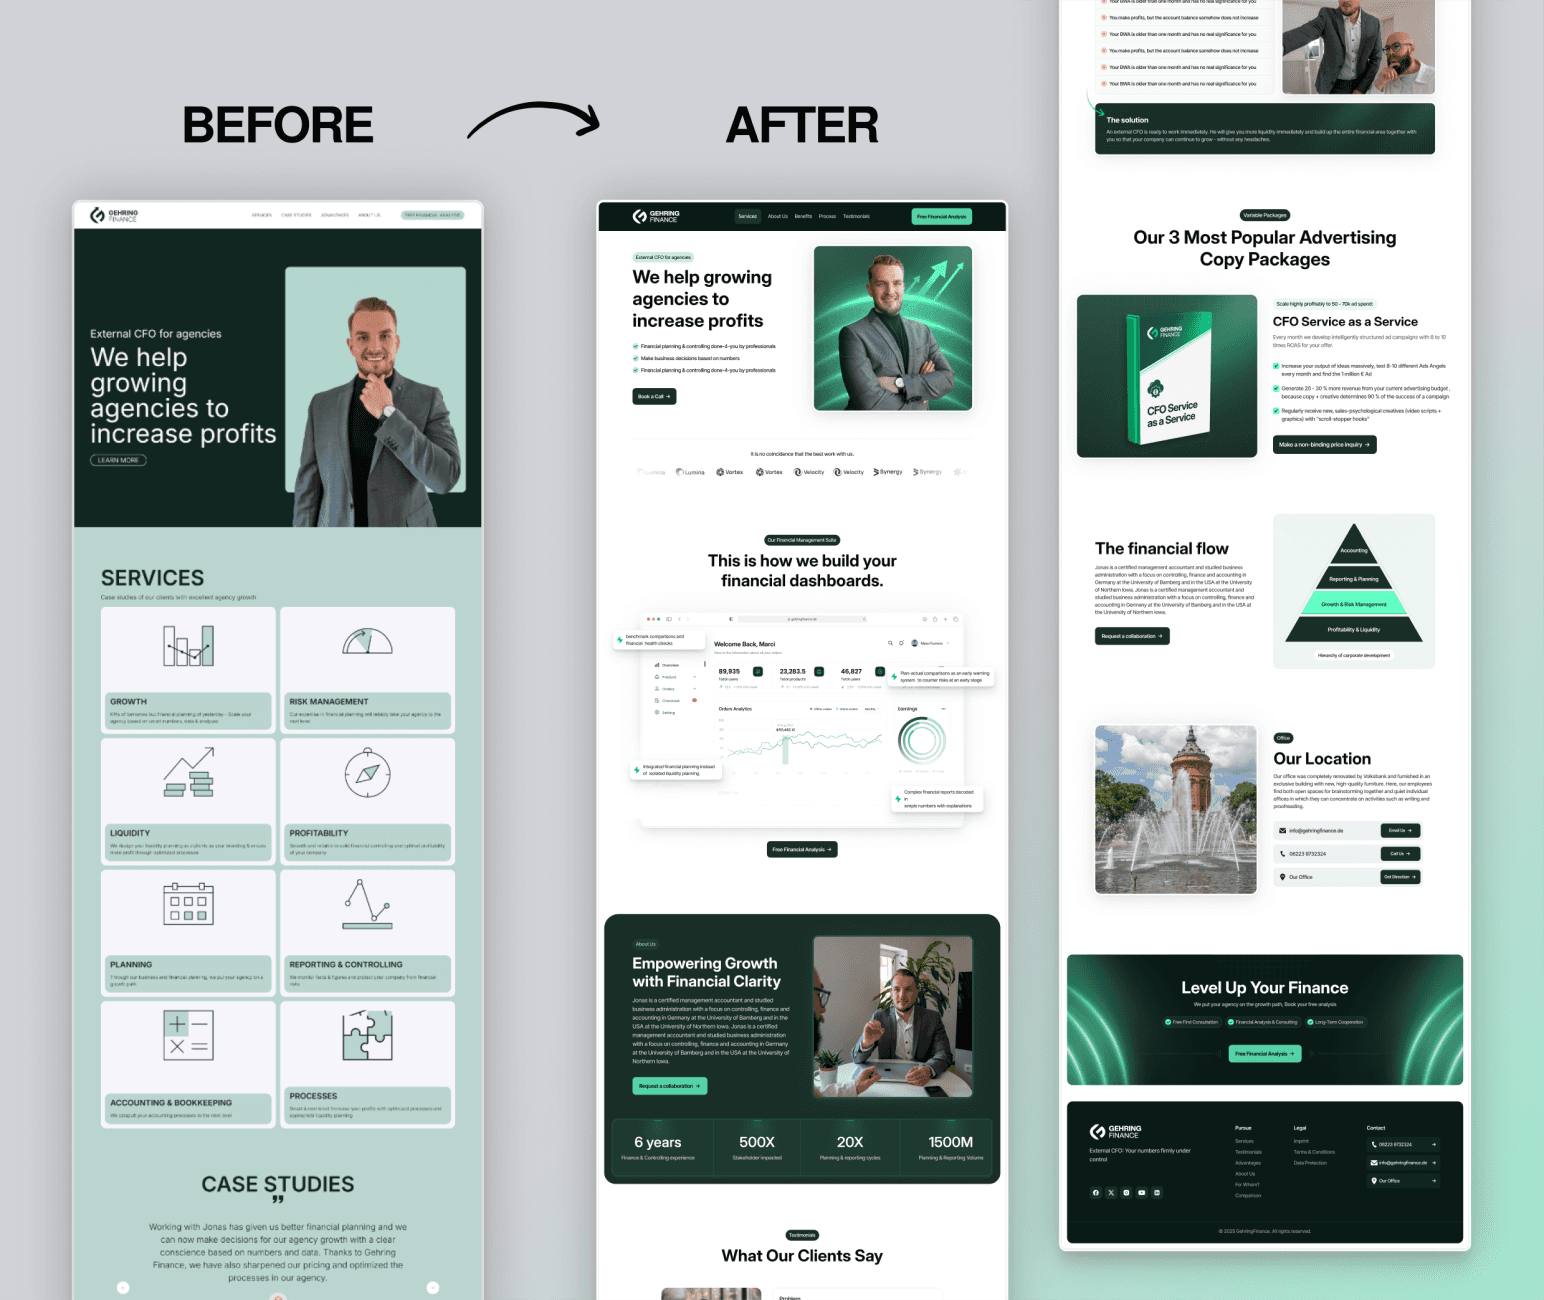 BEFORE
AFTER
GEHRING
FINANCE
SERVICES
CASE STUDIES
ADVANTAGES
ABOUT US
FREE FINANCIAL ANALYSIS
External CFO for agencies
We help
growing
agencies to
increase profits
LEARN MORE
SERVICES
Case studies of our clients with excellent agency growth
GROWTH
RISK MANAGEMENT
LIQUIDITY
PROFITABILITY
PLANNING
REPORTING & CONTROLLING
ACCOUNTING & BOOKKEEPING
We catapult your accounting processes to the next level
PROCESSES
CASE STUDIES
”
Working with Jonas has given us better financial planning and we
can now make decisions for our agency growth with a clear
conscience based on numbers and data. Thanks to Gehring
Finance, we have also sharpened our pricing and optimized the
processes in our agency.
GEHRING
FINANCE
Services
About Us
Benefits
Process
Testimonials
Free Financial Analysis
External CFO for agencies
We help growing
agencies to
increase profits
Financial planning & controlling done-4-you by professionals
Make business decisions based on numbers
Financial planning & controlling done-4-you by professionals
Book a Call →
It is no coincidence that the best work with us.
Lumina
Lumina
Vortex
Vortex
Velocity
Velocity
Synergy
Synergy
Our Financial Management Suite
This is how we build your
financial dashboards.
benchmark comparisons and
financial health checks
gehringfinance.de
Welcome Back, Marci
Overview
Product
Orders
Checkout
Setting
89,935
Total users
23,283.5
Total products
46,827
Total users
Plan-actual comparisons as an early warning
system to counter risks at an early stage
Orders Analytics
Earnings
Integrated financial planning instead
of isolated liquidity planning
Complex financial reports decoded
in
simple numbers with explanations
Free Financial Analysis →
About Us
Empowering Growth
with Financial Clarity
Jonas is a certified management accountant and studied
business administration with a focus on controlling, finance and
accounting in Germany at the University of Bamberg and in the
USA at the University of Northern Iowa. Jonas is a certified
management accountant and studied business administration
with a focus on controlling, finance and accounting in Germany
at the University of Bamberg and in the USA at the University of
Northern Iowa.
Request a collaboration →
6 years
Finance & Controlling experience
500X
Stakeholder impacted
20X
Planning & reporting cycles
1500M
Planning & Reporting Volume
Testimonials
What Our Clients Say
Problem
Your BWA is older than one month and has no real significance for you
You make profits, but the account balance somehow does not increase
Your BWA is older than one month and has no real significance for you
You make profits, but the account balance somehow does not increase
Your BWA is older than one month and has no real significance for you
Your BWA is older than one month and has no real significance for you
The solution
An external CFO is ready to work immediately. He will give you more liquidity immediately and build up the entire financial area together with
you so that your company can continue to grow - without any headaches.
Variable Packages
Our 3 Most Popular Advertising
Copy Packages
GEHRING
FINANCE
CFO Service
as a Service
Scale highly profitably to 50 - 70k ad spend:
CFO Service as a Service
Every month we develop intelligently structured ad campaigns with 8 to 10
times ROAS for your offer.
Increase your output of ideas massively, test 8-10 different Ads Angels
every month and find the 1 million € Ad
Generate 20 - 30 % more revenue from your current advertising budget ,
because copy + creative determines 90 % of the success of a campaign
Regularly receive new, sales-psychological creatives (video scripts +
graphics) with "scroll-stopper hooks"
Make a non-binding price inquiry →
The financial flow
Jonas is a certified management accountant and studied business
administration with a focus on controlling, finance and accounting in
Germany at the University of Bamberg and in the USA at the University
of Northern Iowa. Jonas is a certified management accountant and
studied business administration with a focus on controlling, finance and
accounting in Germany at the University of Bamberg and in the USA at
the University of Northern Iowa.
Request a collaboration →
Accounting
Reporting & Planning
Growth & Risk Management
Profitability & Liquidity
Hierarchy of corporate development
Office
Our Location
Our office was completely renovated by Volksbank and furnished in an
exclusive building with new, high-quality furniture. Here, our employees
find both open spaces for brainstorming together and quiet individual
offices in which they can concentrate on activities such as writing and
proofreading.
info@gehringfinance.de
Email Us →
06223 9732324
Call Us →
Our Office
Get Direction →
Level Up Your Finance
We put your agency on the growth path, Book your free analysis
Free First Consultation
Financial Analysis & Consulting
Long-Term Cooperation
Free Financial Analysis →
GEHRING
FINANCE
External CFO: Your numbers firmly under
control
Pursue
Services
Testimonials
Advantages
About Us
For Whom?
Comparison
Legal
Imprint
Terms & Conditions
Data Protection
Contact
06223 9732324 →
info@gehringfinance.de →
Our Office →
© 2025 GehringFinance. All rights reserved.